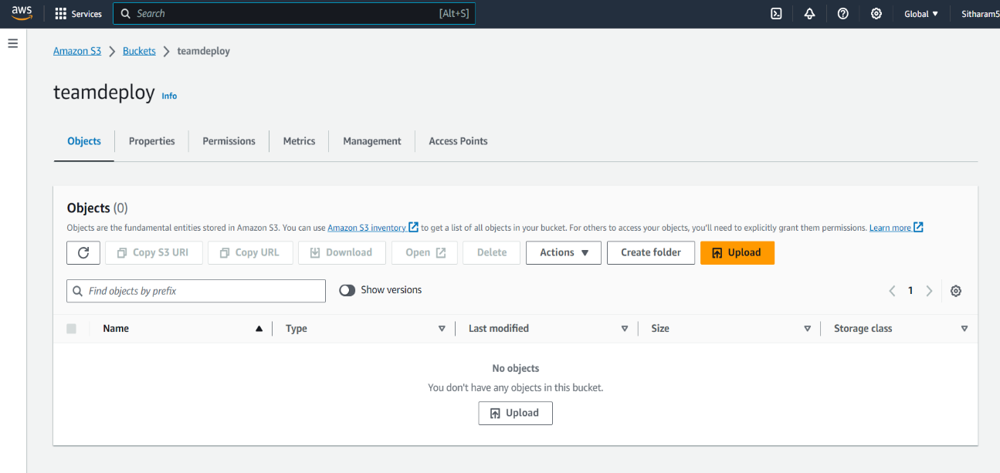 aws Services Search [Alt+S] Global Sitharam5
Amazon S3 Buckets teamdeploy
teamdeploy Info
Objects Properties Permissions Metrics Management Access Points
Objects (0)
Objects are the fundamental entities stored in Amazon S3. You can use Amazon S3 inventory to get a list of all objects in your bucket. For others to access your objects, you'll need to explicitly grant them permissions. Learn more
Copy S3 URI Copy URL Download Open Delete Actions Create folder Upload
Find objects by prefix Show versions 1
Name Type Last modified Size Storage class
No objects
You don't have any objects in this bucket.
Upload